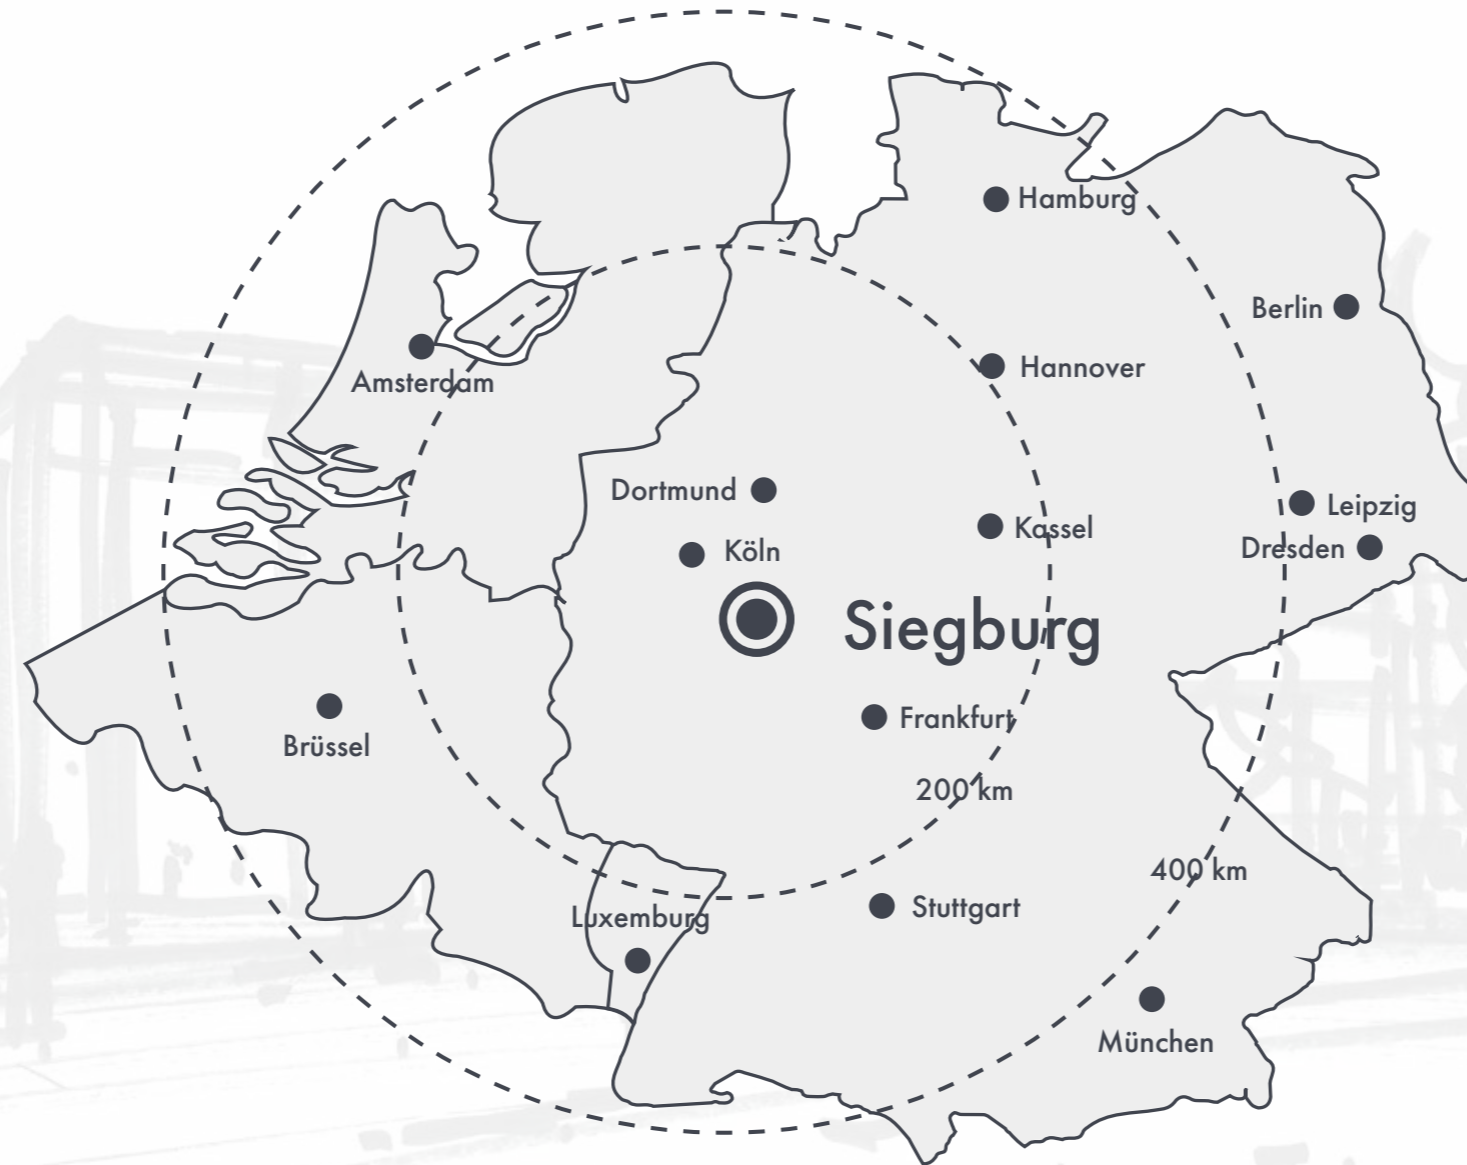 Hamburg
Berlin
Hannover
Amsterdam
Dortmund
Leipzig
Kassel
Dresden
Köln
Siegburg
Frankfurt
Brüssel
200 km
400 km
Stuttgart
Luxemburg
München